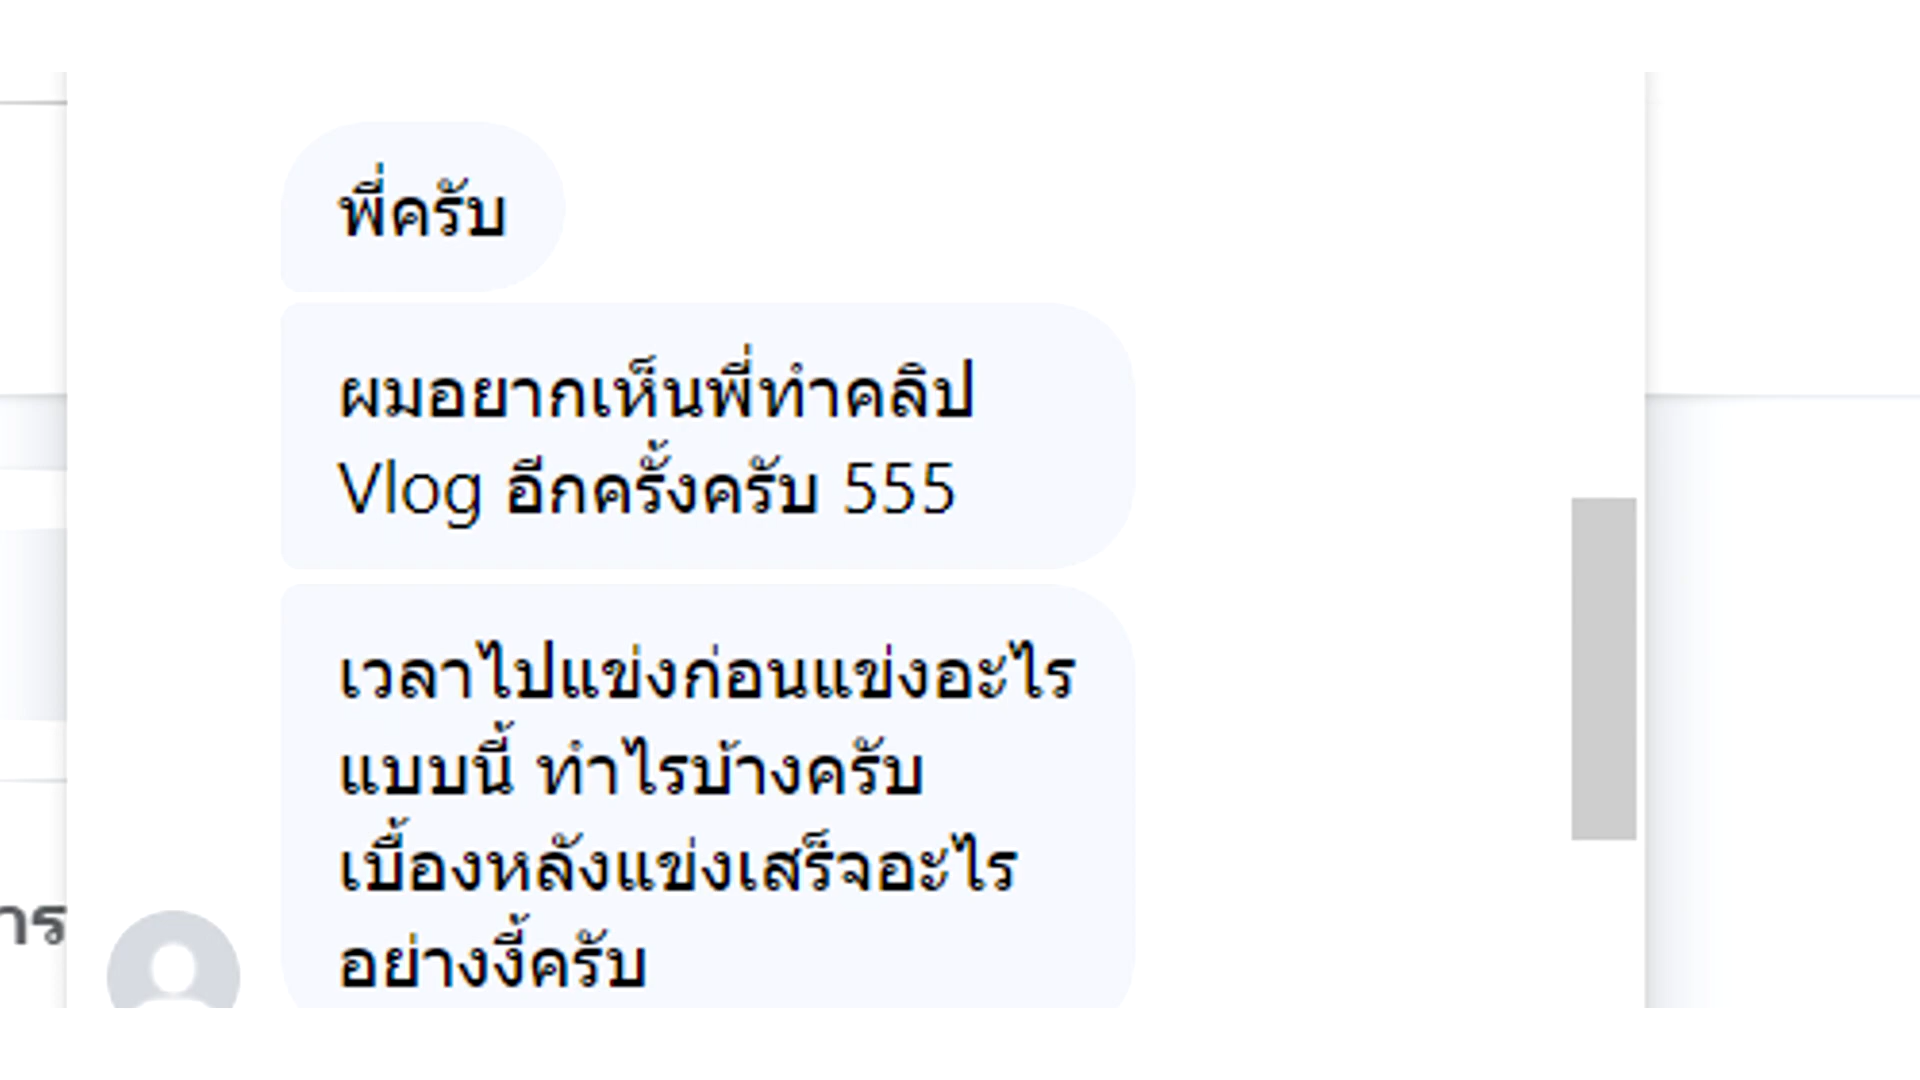 พี่ครับ
ผมอยากเห็นพี่ทำคลิป
Vlog อีกครั้งครับ 555
เวลาไปแข่งก่อนแข่งอะไร
แบบนี้ ทำไรบ้างครับ
เบื้องหลังแข่งเสร็จอะไร
อย่างงี้ครับ